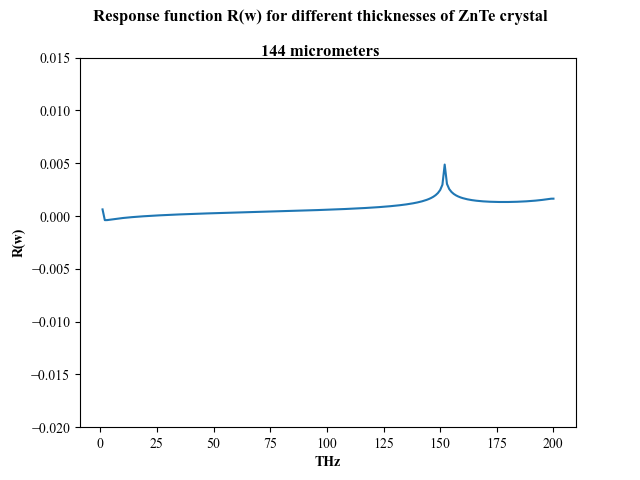 Response function R(w) for different thicknesses of ZnTe crystal
144 micrometers
0.015
0.010
0.005
0.000
−0.005
−0.010
−0.015
−0.020
R(w)
0 25 50 75 100 125 150 175 200
THz